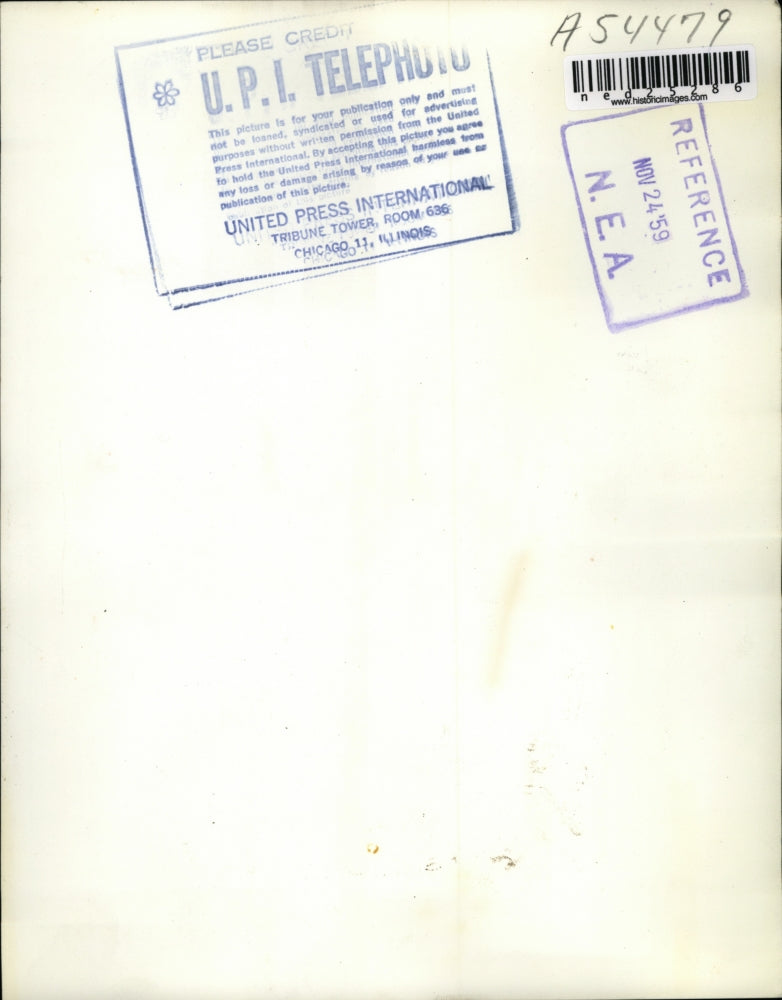 A54479
ned25286
www.historicimages.com
PLEASE CREDIT
U.P.I. TELEPHOTO
This picture is for your publication only and must
not be loaned, syndicated or used for advertising
purposes without written permission from the United
Press International. By accepting this picture you agree
to hold the United Press International harmless from
any loss or damage arising by reason of your use or
publication of this picture.
UNITED PRESS INTERNATIONAL
TRIBUNE TOWER, ROOM 636
CHICAGO 11, ILLINOIS
REFERENCE
NOV 24 '59
N.E.A